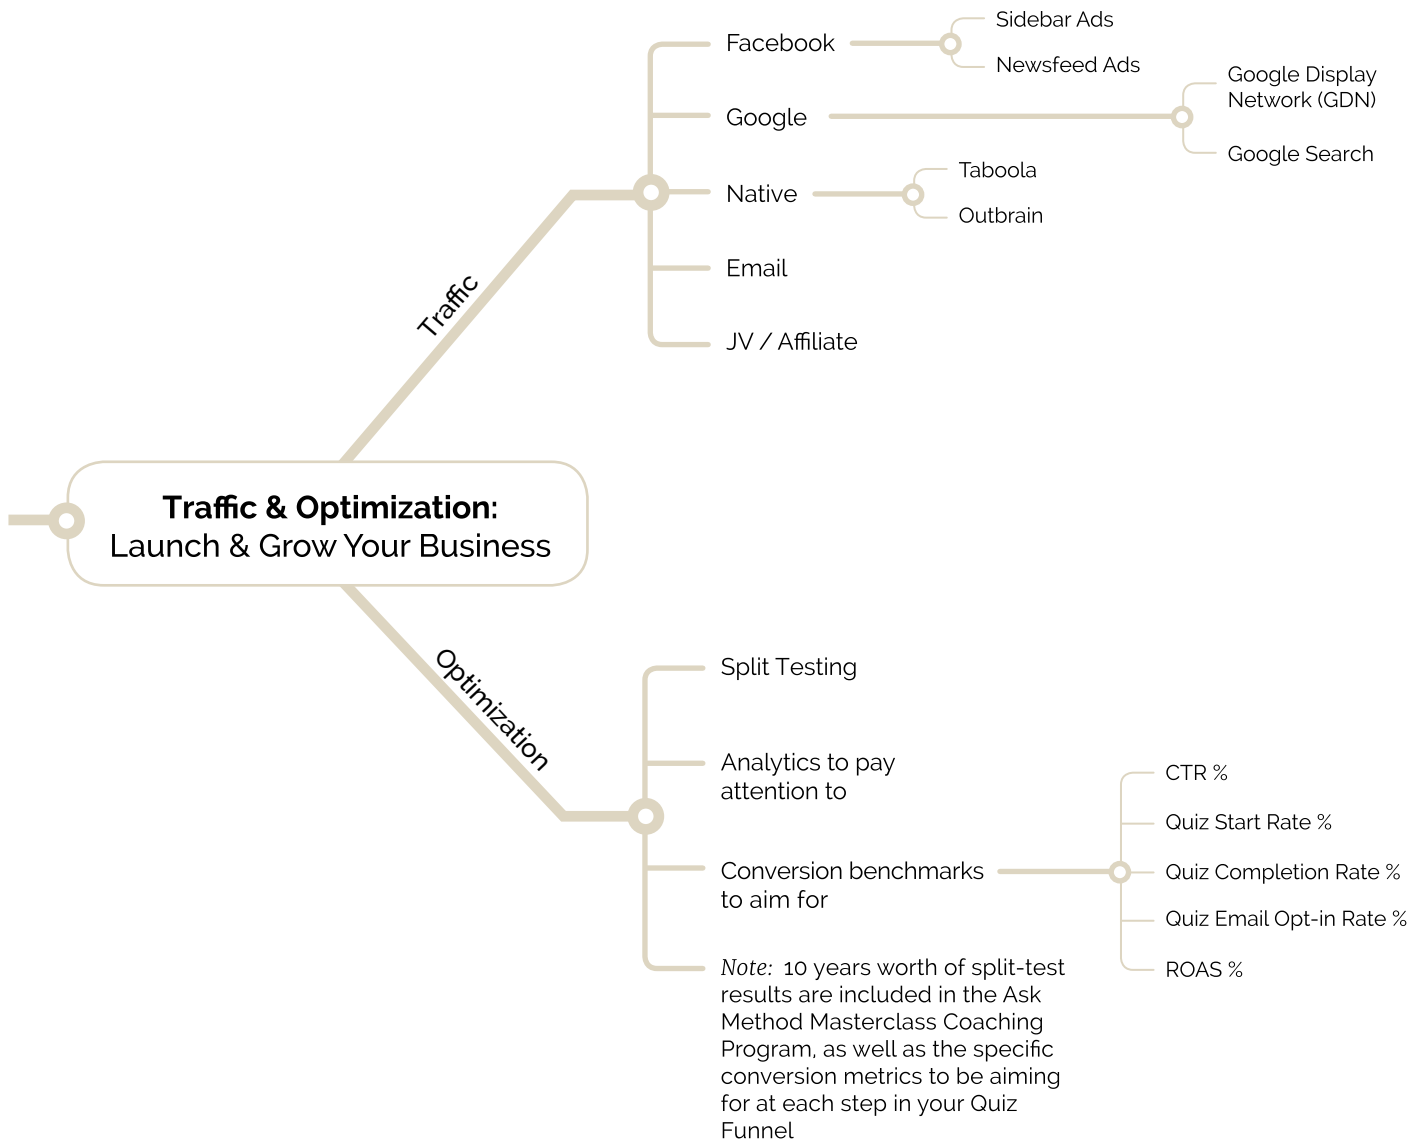 Facebook
Sidebar Ads
Newsfeed Ads
Google
Google Display
Network (GDN)
Google Search
Native
Taboola
Outbrain
Email
JV / Affiliate
Traffic
Traffic & Optimization:
Launch & Grow Your Business
Optimization
Split Testing
Analytics to pay
attention to
Conversion benchmarks
to aim for
CTR %
Quiz Start Rate %
Quiz Completion Rate %
Quiz Email Opt-in Rate %
ROAS %
Note: 10 years worth of split-test
results are included in the Ask
Method Masterclass Coaching
Program, as well as the specific
conversion metrics to be aiming
for at each step in your Quiz
Funnel